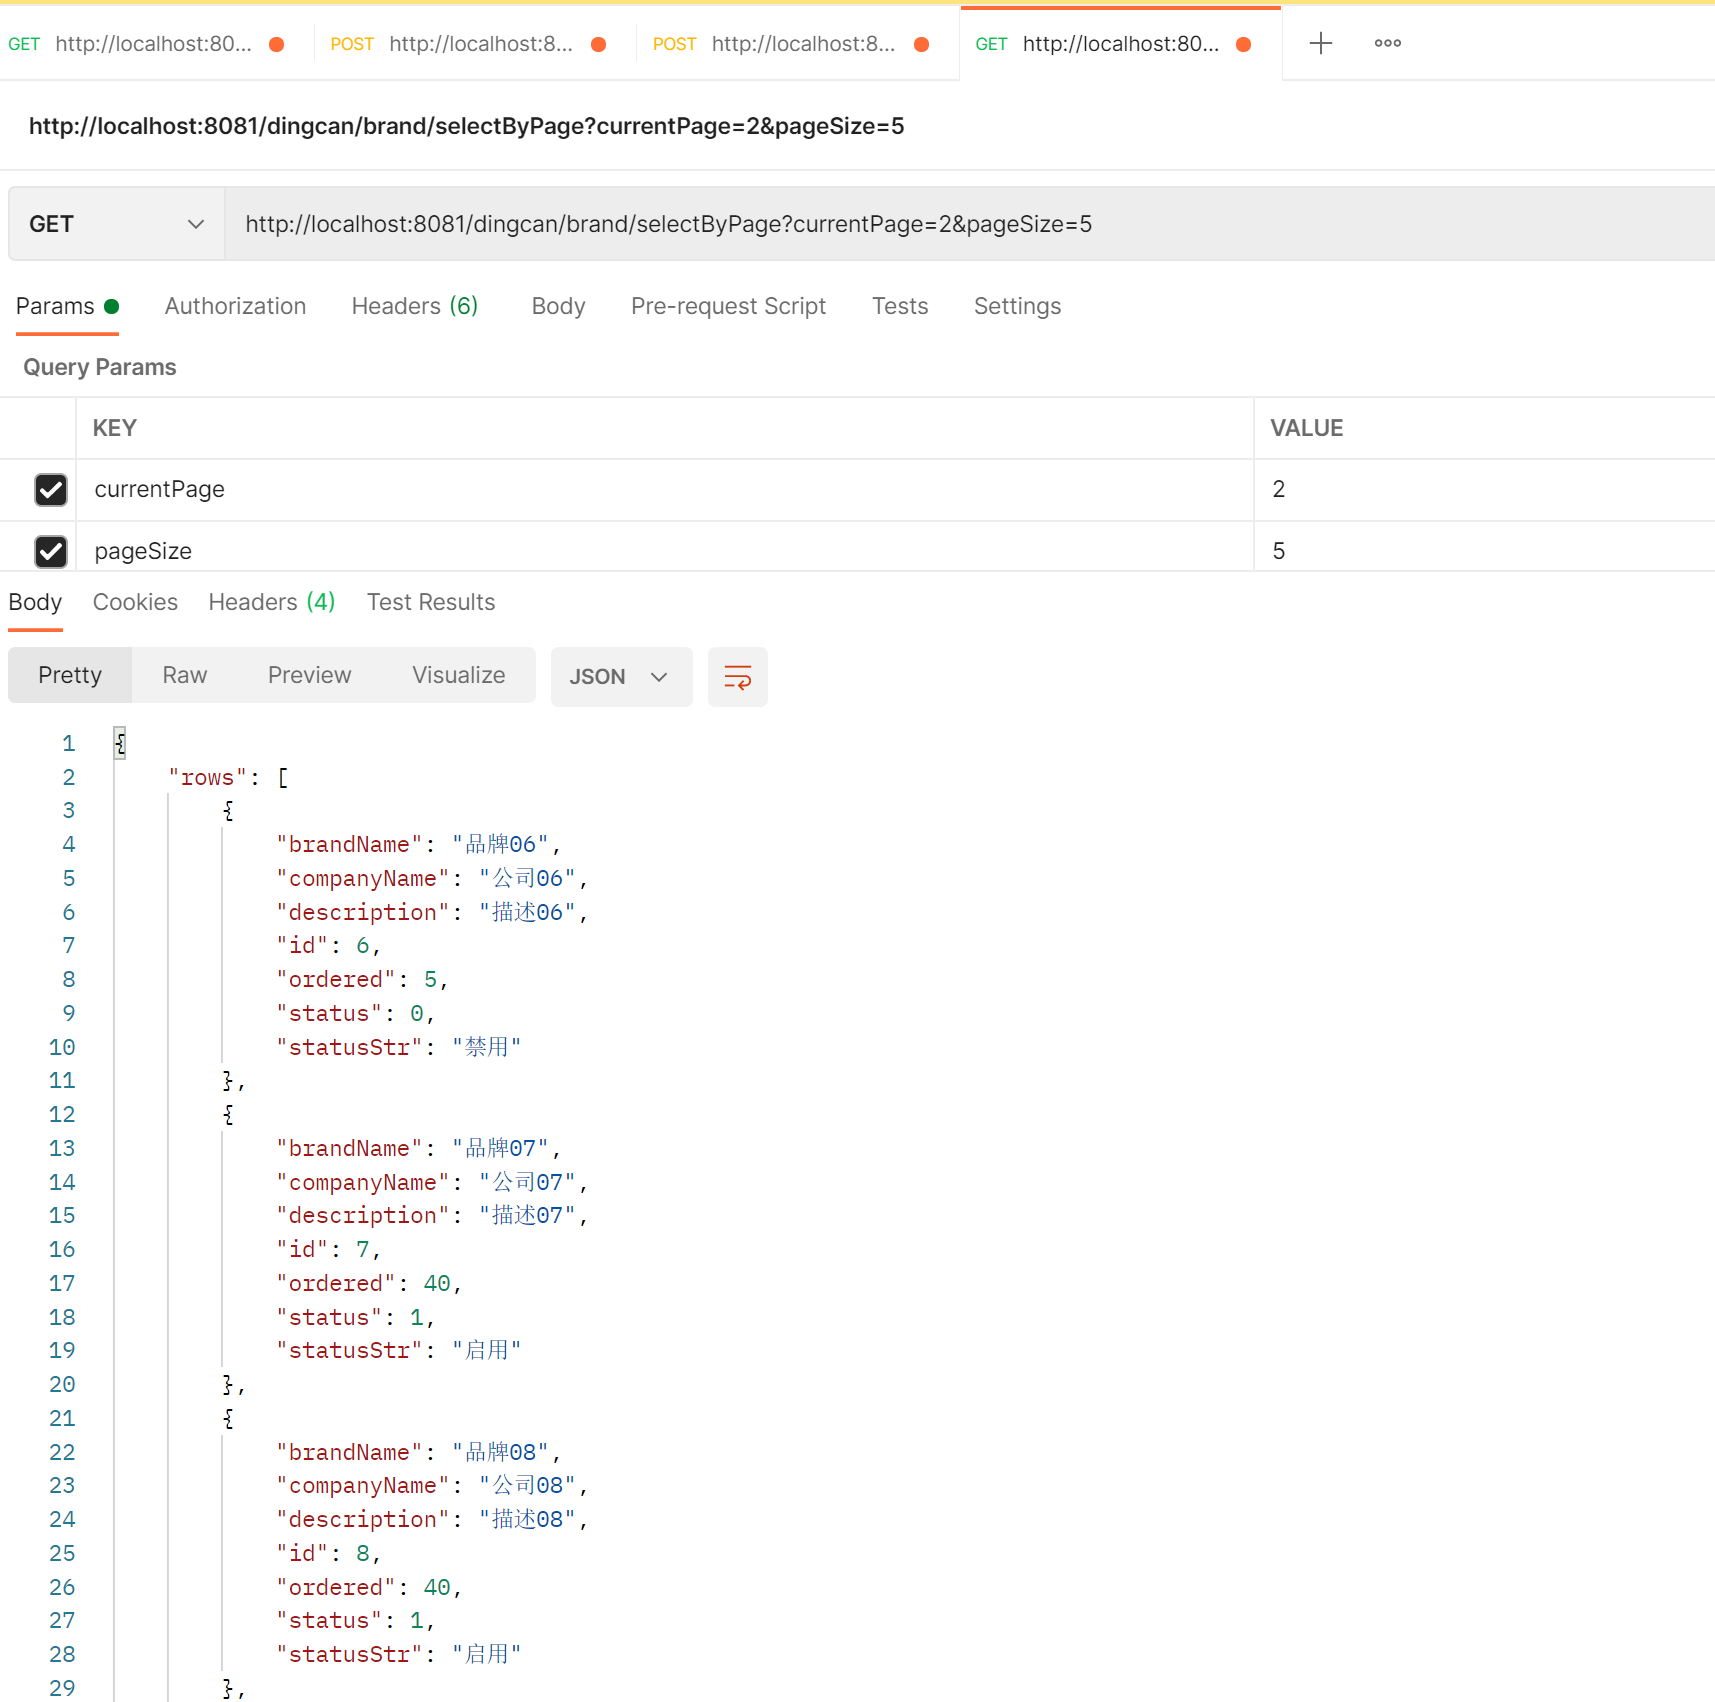 GET http://localhost:80... POST http://localhost:8... POST http://localhost:8... GET http://localhost:80...
http://localhost:8081/dingcan/brand/selectByPage?currentPage=2&pageSize=5
GET http://localhost:8081/dingcan/brand/selectByPage?currentPage=2&pageSize=5
Params Authorization Headers (6) Body Pre-request Script Tests Settings
Query Params
KEY VALUE
currentPage 2
pageSize 5
Body Cookies Headers (4) Test Results
Pretty Raw Preview Visualize JSON
1 {
2 "rows": [
3 {
4 "brandName": "品牌06",
5 "companyName": "公司06",
6 "description": "描述06",
7 "id": 6,
8 "ordered": 5,
9 "status": 0,
10 "statusStr": "禁用"
11 },
12 {
13 "brandName": "品牌07",
14 "companyName": "公司07",
15 "description": "描述07",
16 "id": 7,
17 "ordered": 40,
18 "status": 1,
19 "statusStr": "启用"
20 },
21 {
22 "brandName": "品牌08",
23 "companyName": "公司08",
24 "description": "描述08",
25 "id": 8,
26 "ordered": 40,
27 "status": 1,
28 "statusStr": "启用"
29 },